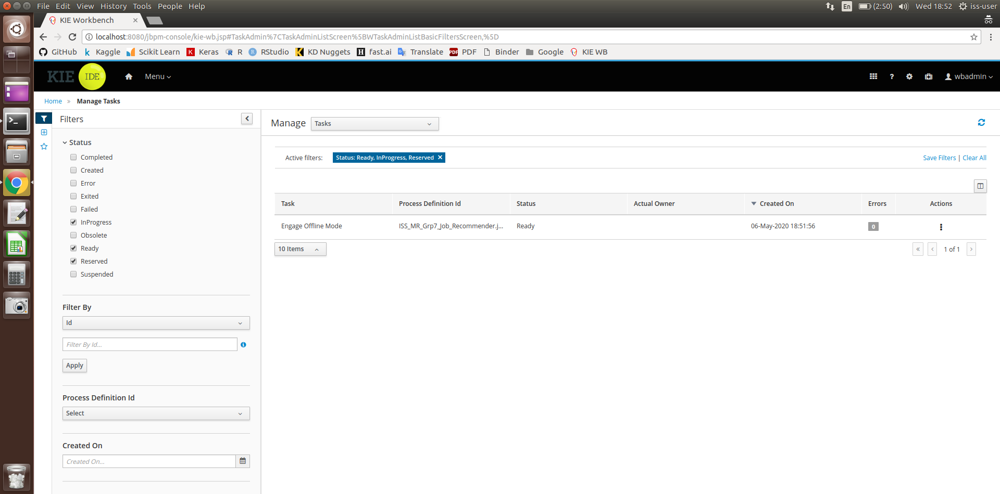 File Edit View History Tools People Help
En (2:50) Wed 18:52 iss-user
KIE Workbench
localhost:8080/jbpm-console/kie-wb.jsp#TaskAdmin%7CTaskAdminListScreen%5BWTaskAdminListBasicFiltersScreen,%5D
GitHub Kaggle Scikit Learn Keras R RStudio KD Nuggets fast.ai Translate PDF Binder Google KIE WB
KIE IDE Menu wbadmin
Home » Manage Tasks
Filters
Manage Tasks
Status
Completed
Created
Error
Exited
Failed
InProgress
Obsolete
Ready
Reserved
Suspended
Filter By
Id
Filter By Id...
Apply
Process Definition Id
Select
Created On
Created On...
Active filters: Status: Ready, InProgress, Reserved ✕ Save Filters | Clear All
Task Process Definition Id Status Actual Owner Created On Errors Actions
Engage Offline Mode ISS_MR_Grp7_Job_Recommender.j... Ready 06-May-2020 18:51:56 0
10 Items « ‹ 1 of 1 ›